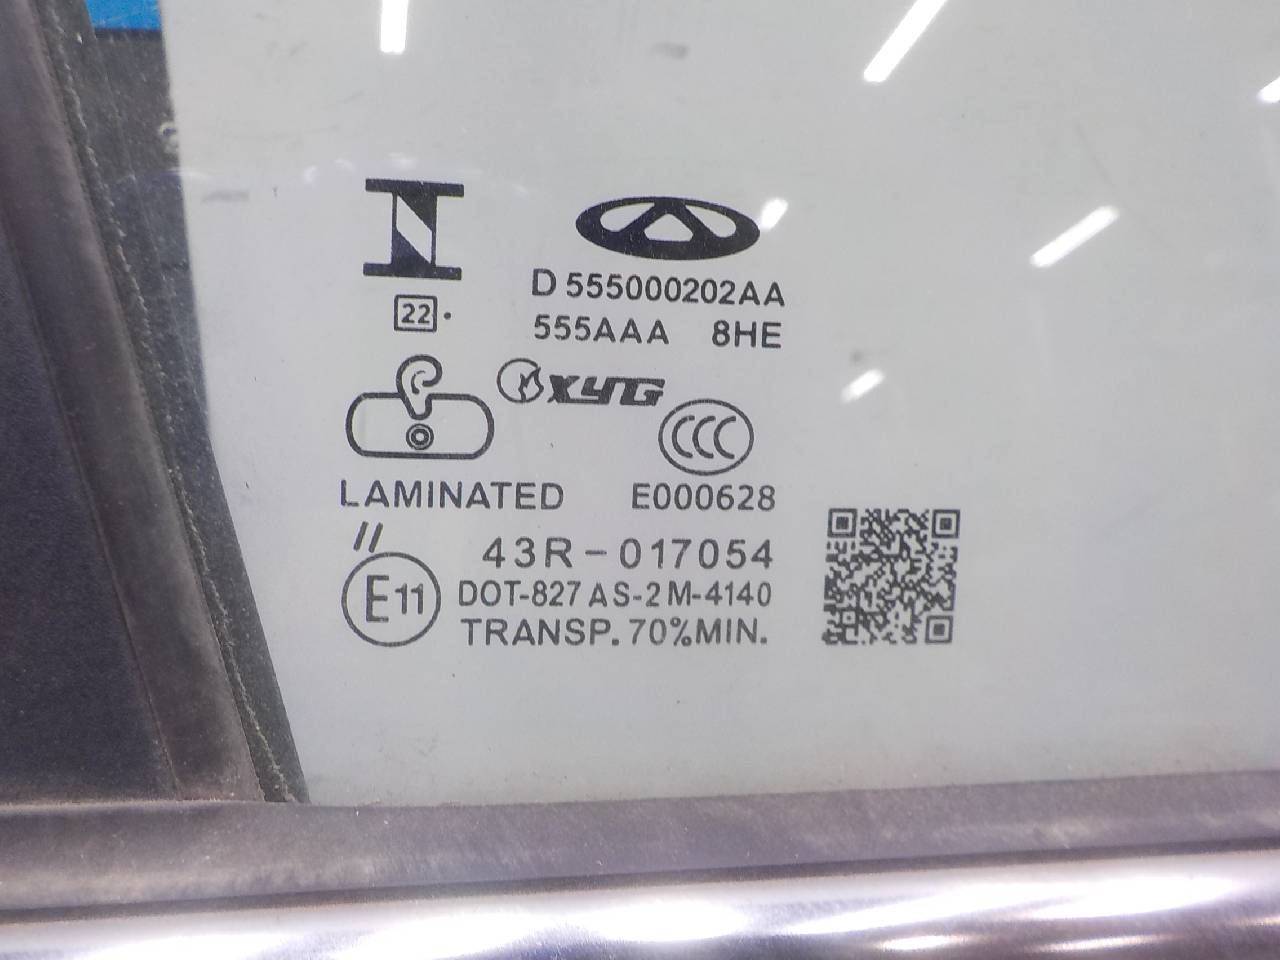 D 555000202AA
22.
555AAA 8HE
XYG
CCC
LAMINATED E000628
//
43R-017054
E11
DOT-827 AS-2 M-4140
TRANSP. 70%MIN.